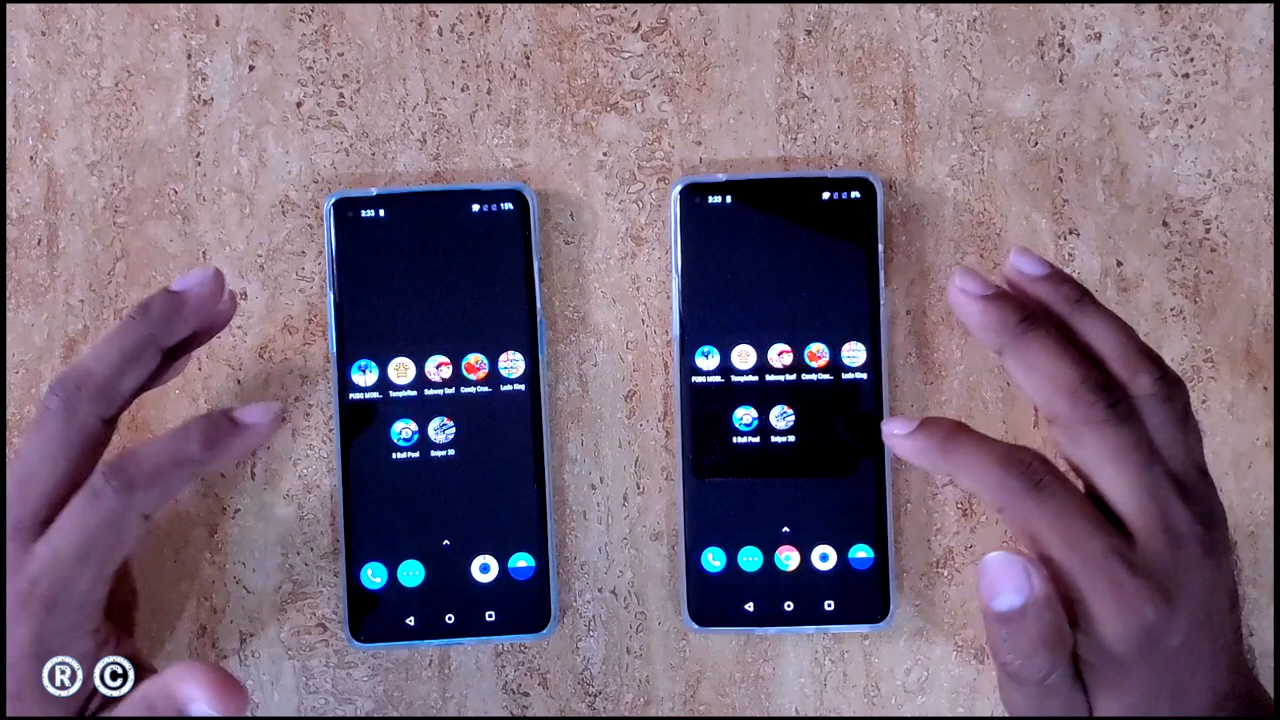 3:33 15%
PUBG MOBI... TempleRun Subway Surf Candy Crus... Ludo King
8 Ball Pool Sniper 3D
3:33 8%
PUBG MOBI... TempleRun Subway Surf Candy Crus... Ludo King
8 Ball Pool Sniper 3D
R C